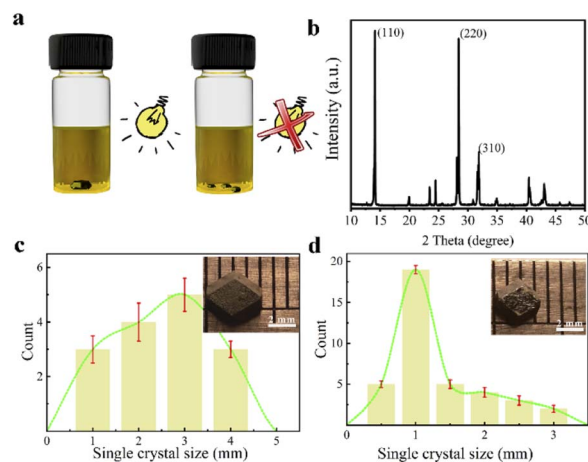 a
b
(110)
(220)
(310)
Intensity (a.u.)
10 15 20 25 30 35 40 45 50
2 Theta (degree)
c
6
4
2
Count
2 mm
0 1 2 3 4 5
Single crystal size (mm)
d
20
15
10
5
Count
2 mm
0 1 2 3
Single crystal size (mm)